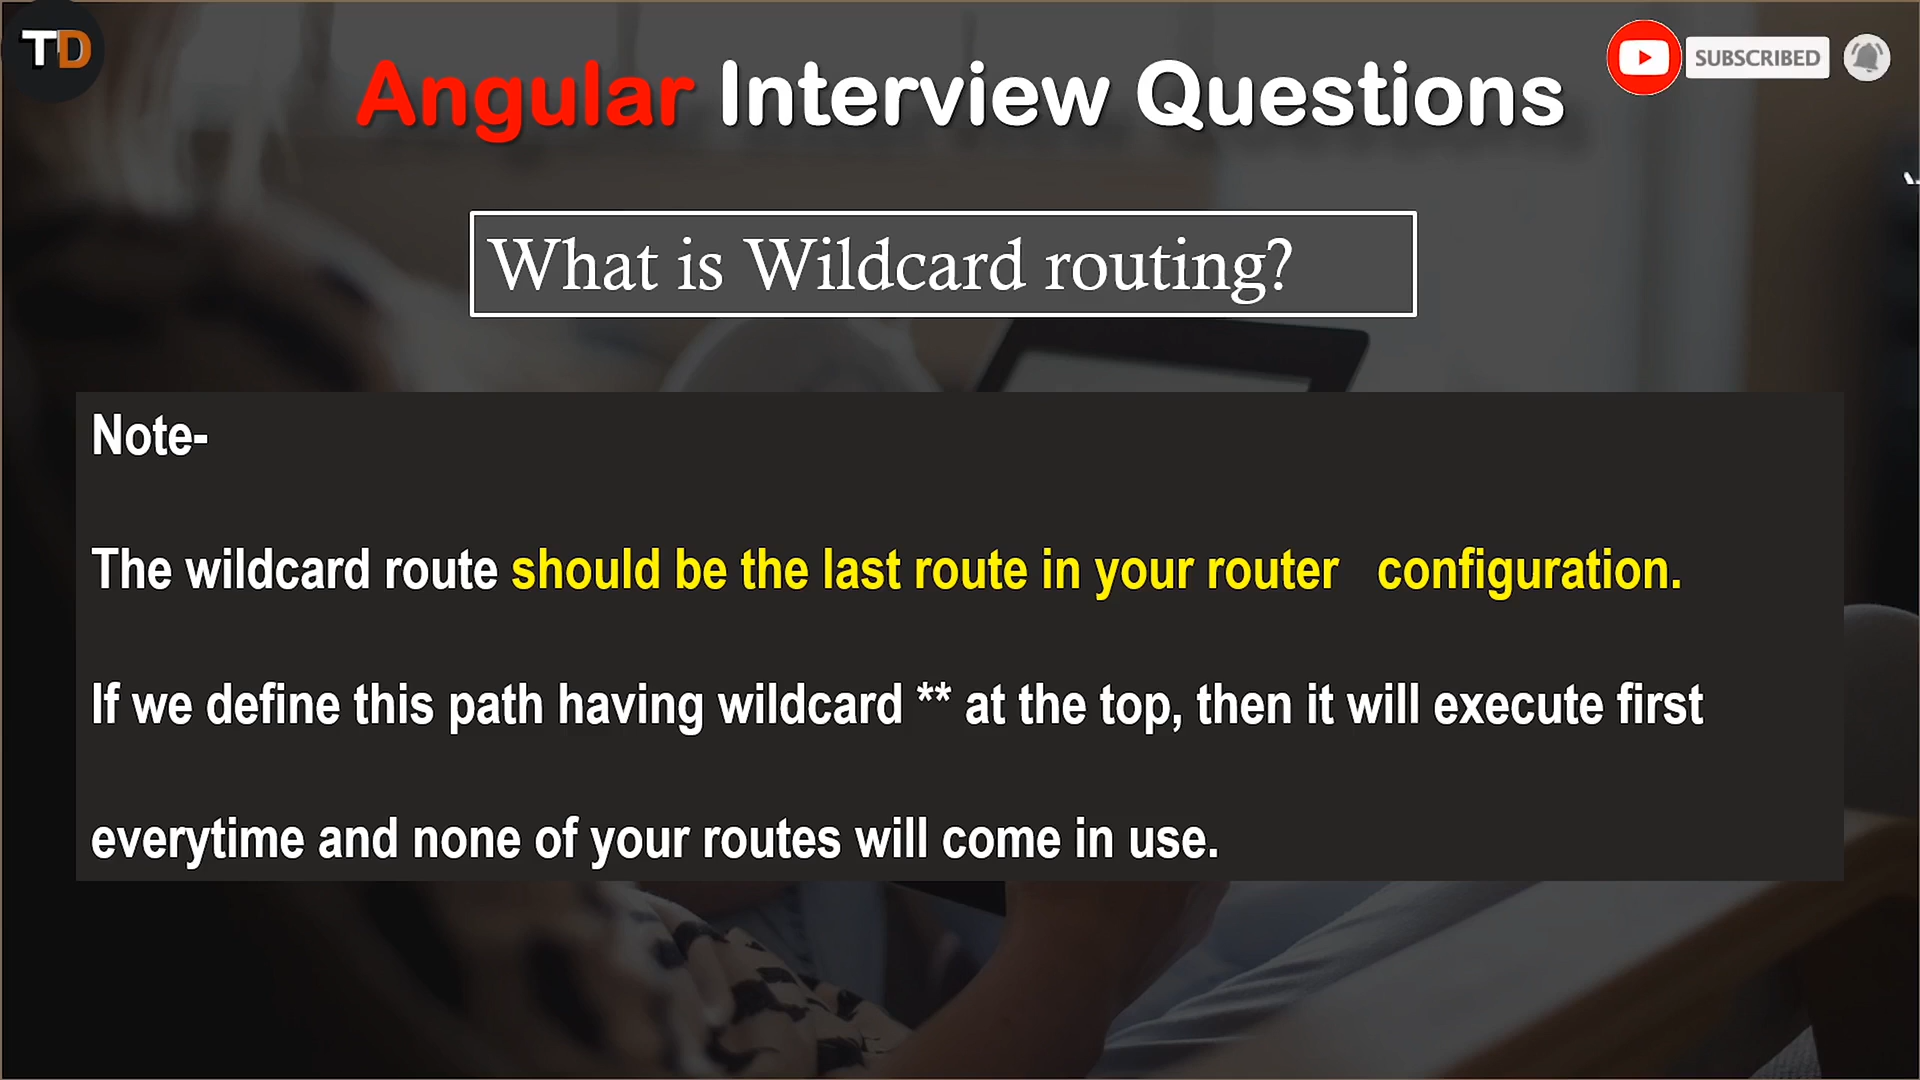 TD
Angular Interview Questions
SUBSCRIBED
What is Wildcard routing?
Note-
The wildcard route should be the last route in your router   configuration.
If we define this path having wildcard ** at the top, then it will execute first
everytime and none of your routes will come in use.